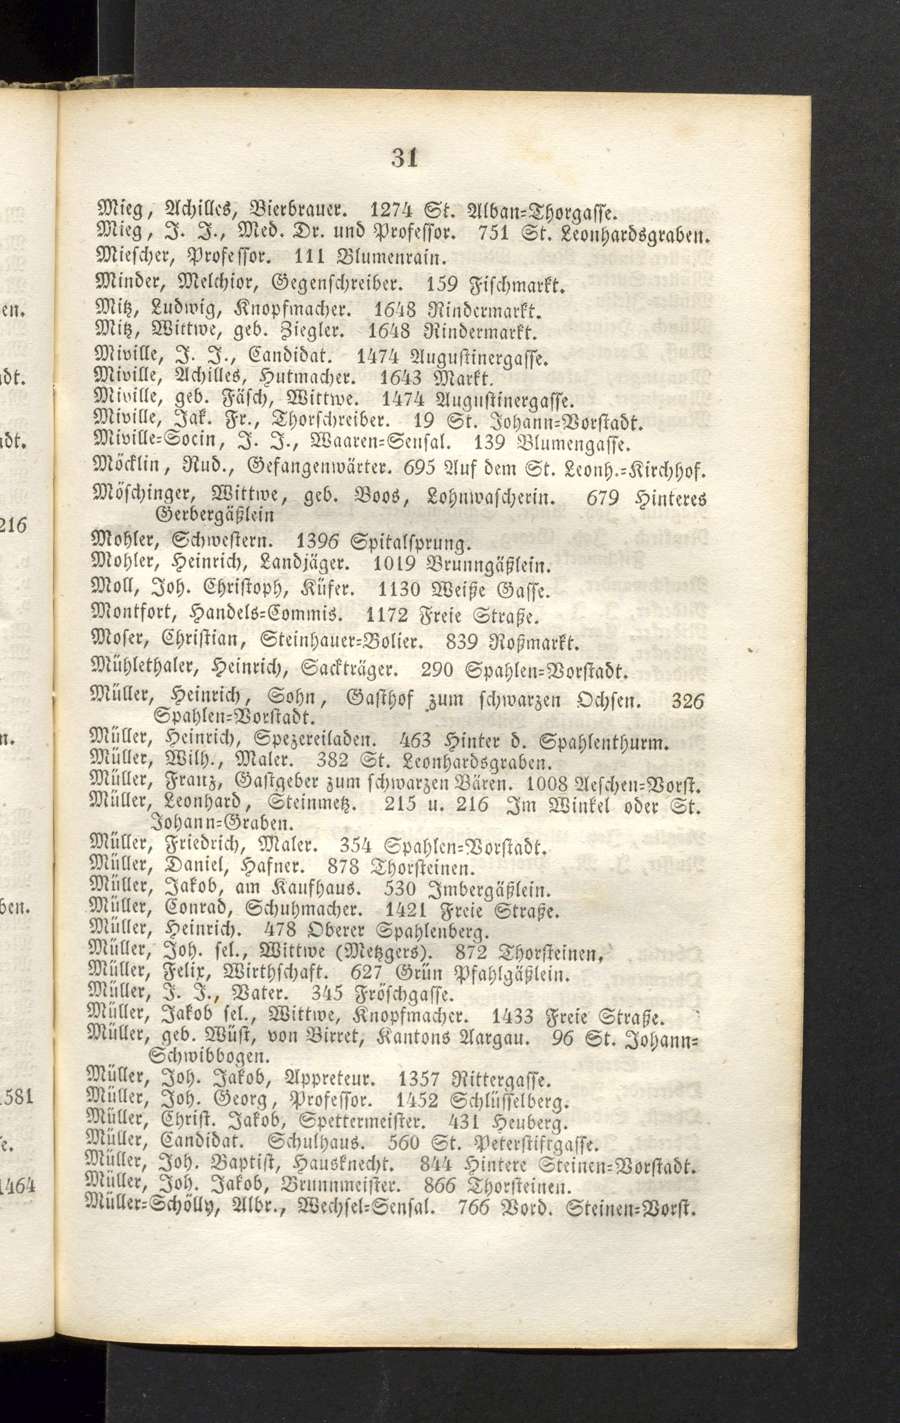 31
Mieg, Achilles, Bierbrauer. 1274 St. Alban=Thorgasse.
Mieg, J. J., Med. Dr. und Professor. 751 St. Leonhardsgraben.
Miescher, Professor. 111 Blumenrain.
Minder, Melchior, Gegenschreiber. 159 Fischmarkt.
Mitz, Ludwig, Knopfmacher. 1648 Rindermarkt.
Mitz, Wittwe, geb. Ziegler. 1648 Rindermarkt.
Miville, J. J., Candidat. 1474 Augustinergasse.
Miville, Achilles, Hutmacher. 1643 Markt.
Miville, geb. Fäsch, Wittwe. 1474 Augustinergasse.
Miville, Jak. Fr., Thorschreiber. 19 St. Johann=Vorstadt.
Miville=Socin, J. J., Waaren=Sensal. 139 Blumengasse.
Möcklin, Rud., Gefangenwärter. 695 Auf dem St. Leonh.=Kirchhof.
Möschinger, Wittwe, geb. Boos, Lohnwascherin. 679 Hinteres
Gerbergäßlein
Mohler, Schwestern. 1396 Spitalsprung.
Mohler, Heinrich, Landjäger. 1019 Brunngäßlein.
Moll, Joh. Christoph, Küfer. 1130 Weiße Gasse.
Montfort, Handels=Commis. 1172 Freie Straße.
Moser, Christian, Steinhauer=Bolier. 839 Roßmarkt.
Mühlethaler, Heinrich, Sackträger. 290 Spahlen=Vorstadt.
Müller, Heinrich, Sohn, Gasthof zum schwarzen Ochsen. 326
Spahlen=Vorstadt.
Müller, Heinrich, Spezereiladen. 463 Hinter d. Spahlenthurm.
Müller, Wilh., Maler. 382 St. Leonhardsgraben.
Müller, Franz, Gastgeber zum schwarzen Bären. 1008 Aeschen=Vorst.
Müller, Leonhard, Steinmetz. 215 u. 216 Im Winkel oder St.
Johann=Graben.
Müller, Friedrich, Maler. 354 Spahlen=Vorstadt.
Müller, Daniel, Hafner. 878 Thorsteinen.
Müller, Jakob, am Kaufhaus. 530 Imbergäßlein.
Müller, Conrad, Schuhmacher. 1421 Freie Straße.
Müller, Heinrich. 478 Oberer Spahlenberg.
Müller, Joh. sel., Wittwe (Metzgers). 872 Thorsteinen,
Müller, Felix, Wirthschaft. 627 Grün Pfahlgäßlein.
Müller, J. J., Vater. 345 Fröschgasse.
Müller, Jakob sel., Wittwe, Knopfmacher. 1433 Freie Straße.
Müller, geb. Wüst, von Birret, Kantons Aargau. 96 St. Johann=
Schwibbogen.
Müller, Joh. Jakob, Appreteur. 1357 Rittergasse.
Müller, Joh. Georg, Professor. 1452 Schlüsselberg.
Müller, Christ. Jakob, Spettermeister. 431 Heuberg.
Müller, Candidat. Schulhaus. 560 St. Peterstiftgasse.
Müller, Joh. Baptist, Hausknecht. 844 Hintere Steinen=Vorstadt.
Müller, Joh. Jakob, Brunnmeister. 866 Thorsteinen.
Müller=Schölly, Albr., Wechsel=Sensal. 766 Vord. Steinen=Vorst.